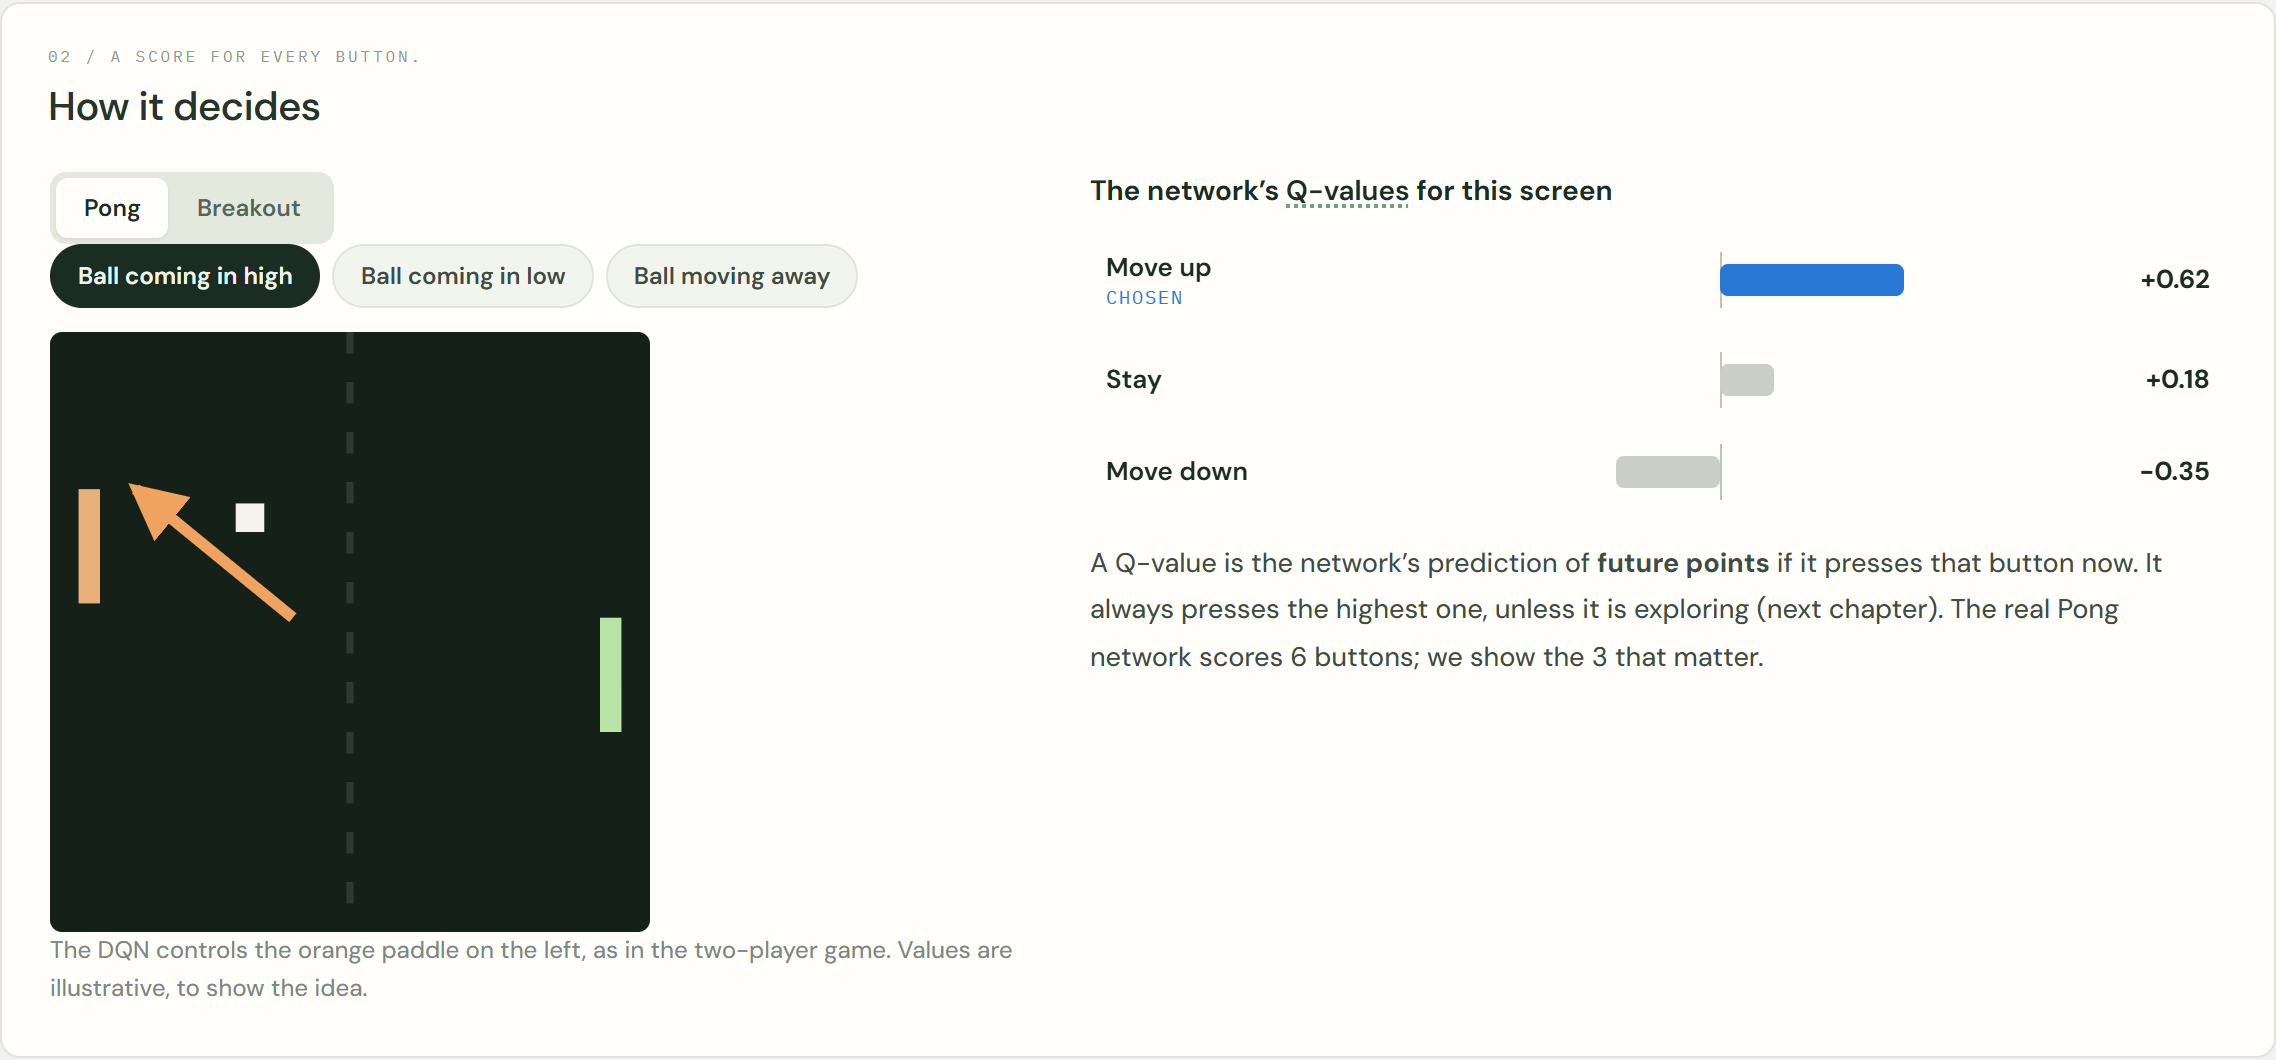 02 / A SCORE FOR EVERY BUTTON.
How it decides
Pong
Breakout
Ball coming in high
Ball coming in low
Ball moving away
The DQN controls the orange paddle on the left, as in the two-player game. Values are
illustrative, to show the idea.
The network’s Q-values for this screen
Move up
CHOSEN
+0.62
Stay
+0.18
Move down
−0.35
A Q-value is the network’s prediction of future points if it presses that button now. It
always presses the highest one, unless it is exploring (next chapter). The real Pong
network scores 6 buttons; we show the 3 that matter.